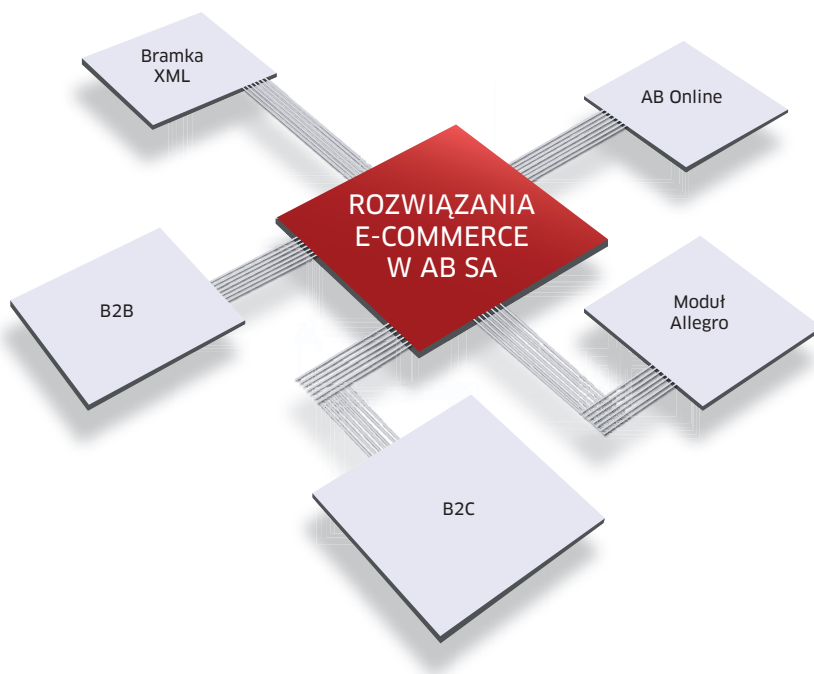 Bramka
XML
AB Online
ROZWIĄZANIA
E-COMMERCE
W AB SA
B2B
Moduł
Allegro
B2C